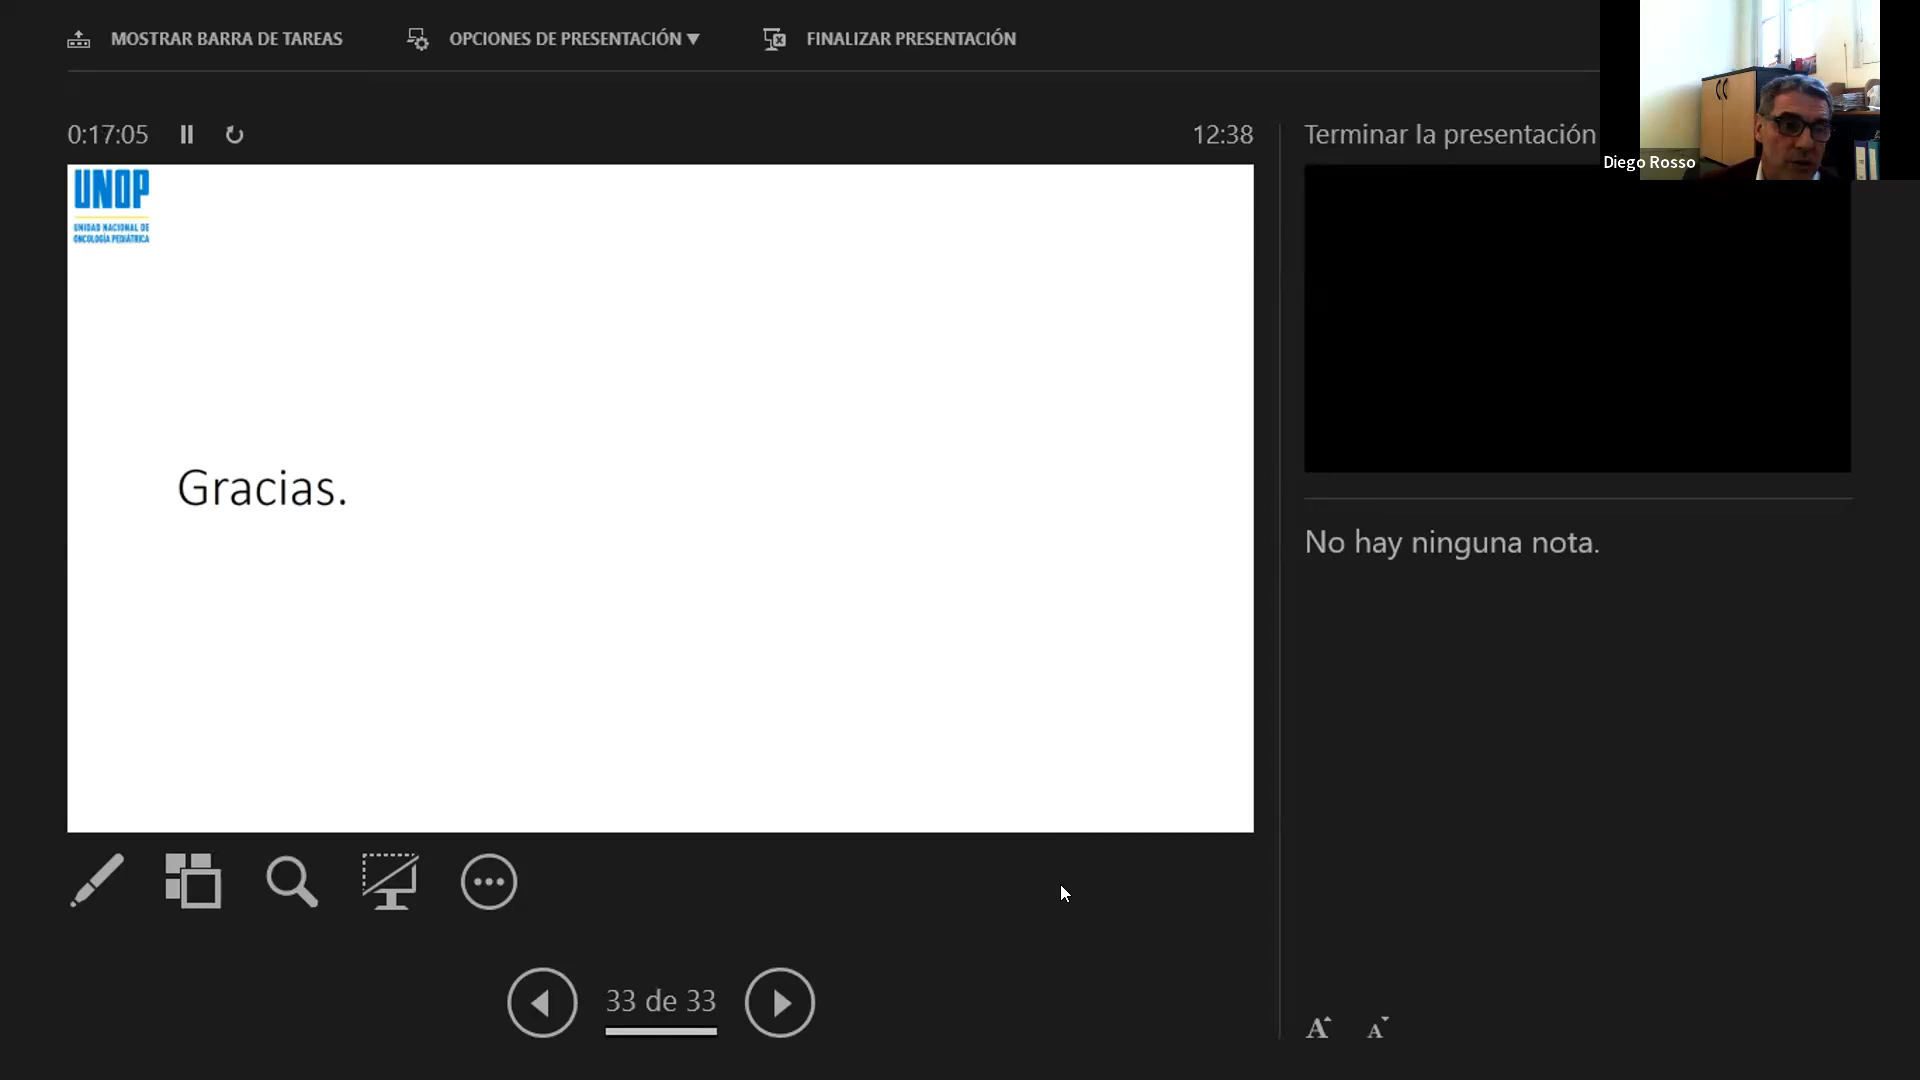 MOSTRAR BARRA DE TAREAS
OPCIONES DE PRESENTACIÓN
FINALIZAR PRESENTACIÓN
0:17:05
12:38
Terminar la presentación
Diego Rosso
UNOP
UNIDAD NACIONAL DE
ONCOLOGÍA PEDIÁTRICA
Gracias.
No hay ninguna nota.
33 de 33
A A